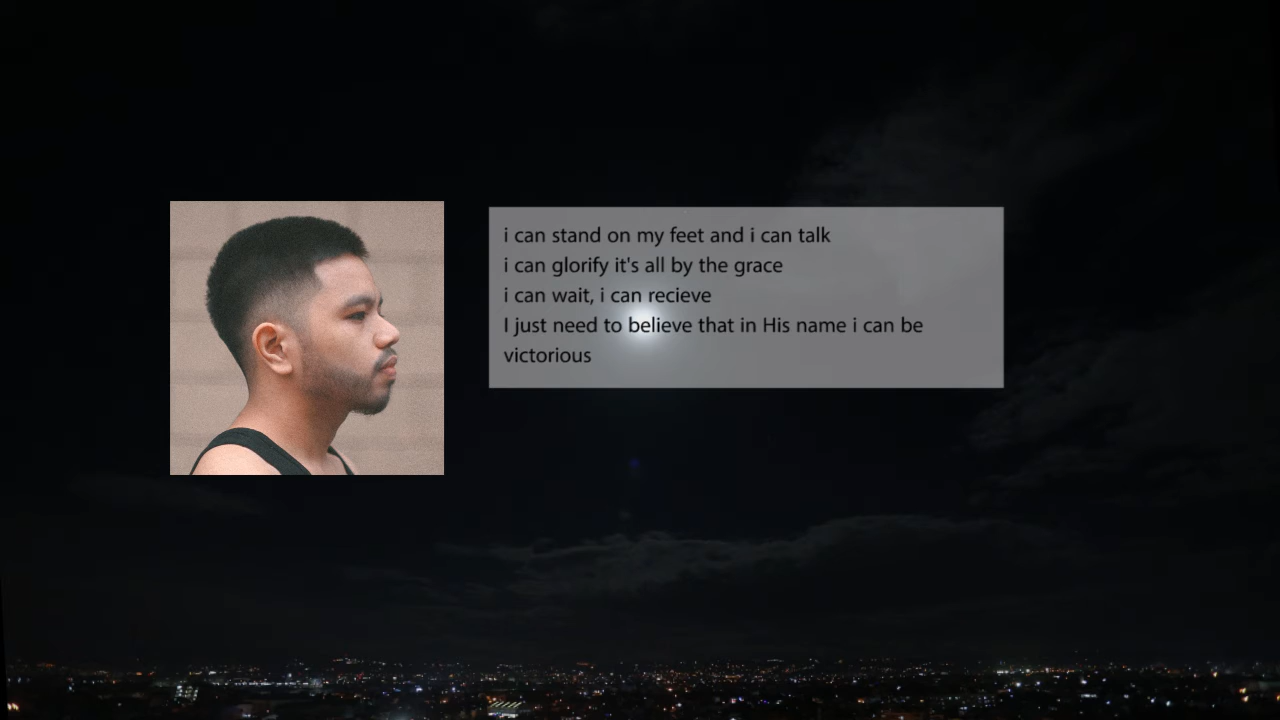 i can stand on my feet and i can talk
i can glorify it's all by the grace
i can wait, i can recieve
I just need to believe that in His name i can be
victorious